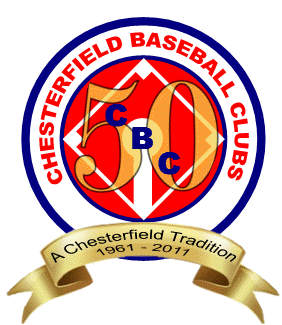 CHESTERFIELD BASEBALL CLUBS
50
C
B
C
A Chesterfield Tradition
1961 - 2011